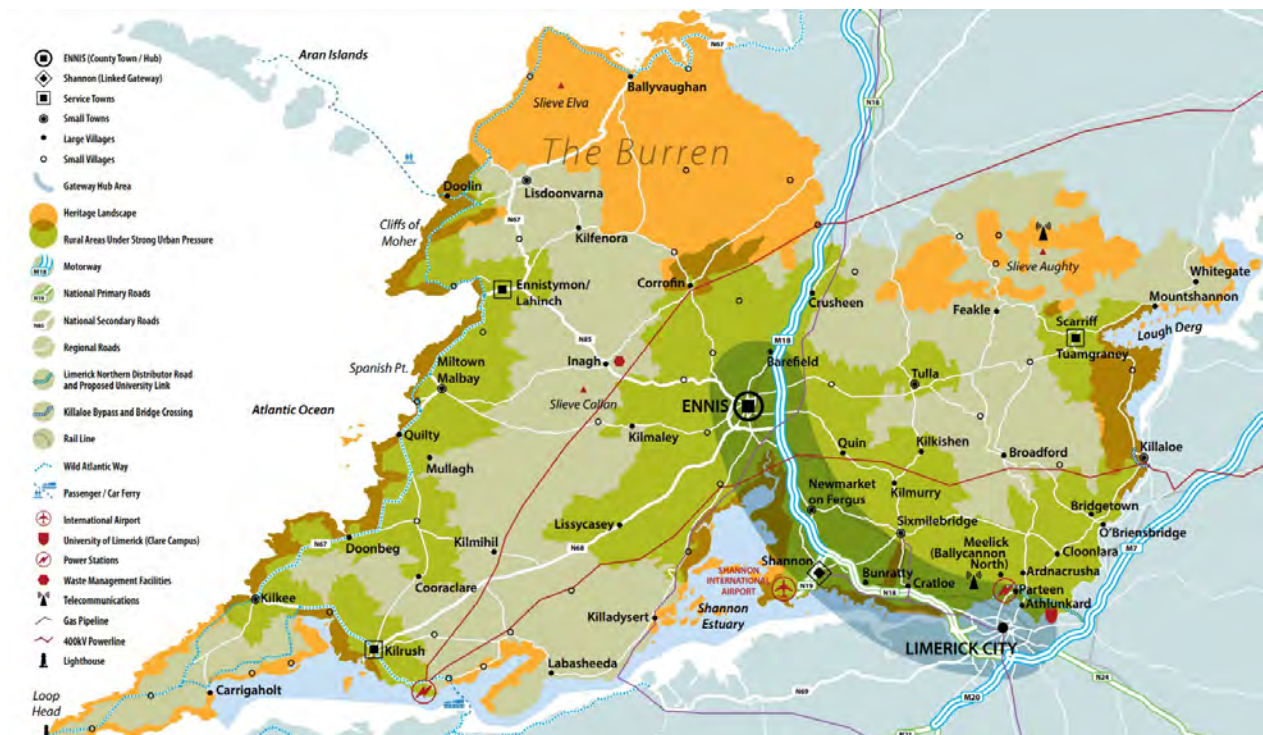 ENNIS (County Town / Hub)
Shannon (Linked Gateway)
Service Towns
Small Towns
Large Villages
Small Villages
Gateway Hub Area
Heritage Landscape
Rural Areas Under Strong Urban Pressure
M18
Motorway
N18
National Primary Roads
N85
National Secondary Roads
Regional Roads
Limerick Northern Distributor Road
and Proposed University Link
Killaloe Bypass and Bridge Crossing
Rail Line
Wild Atlantic Way
Passenger / Car Ferry
International Airport
University of Limerick (Clare Campus)
Power Stations
Waste Management Facilities
Telecommunications
Gas Pipeline
400kV Powerline
Lighthouse
Aran Islands
N67
Ballyvaughan
Slieve Elva
N18
The Burren
Doolin
Lisdoonvarna
Cliffs of
Moher
N67
Kilfenora
Slieve Aughty
Whitegate
Ennistymon/
Lahinch
Corrofin
Crusheen
Mountshannon
Feakle
Scarriff
Lough Derg
Tuamgraney
N85
M18
Barefield
Inagh
Miltown
Malbay
Spanish Pt.
Tulla
Slieve Callan
Atlantic Ocean
ENNIS
Kilmaley
Quilty
Quin
Kilkishen
Broadford
Killaloe
Mullagh
Newmarket
on Fergus
Kilmurry
Bridgetown
Lissycasey
Sixmilebridge
O'Briensbridge
N67
Doonbeg
Kilmihil
N68
Meelick
(Ballycannon
North)
M7
Cloonlara
Shannon
SHANNON
INTERNATIONAL
AIRPORT
N19
Bunratty
Cratloe
N18
Ardnacrusha
Parteen
Athlunkard
Cooraclare
Kilkee
Killadysert
Shannon
Estuary
Kilrush
LIMERICK CITY
Labasheeda
N24
Loop
Head
Carrigaholt
N69
M20